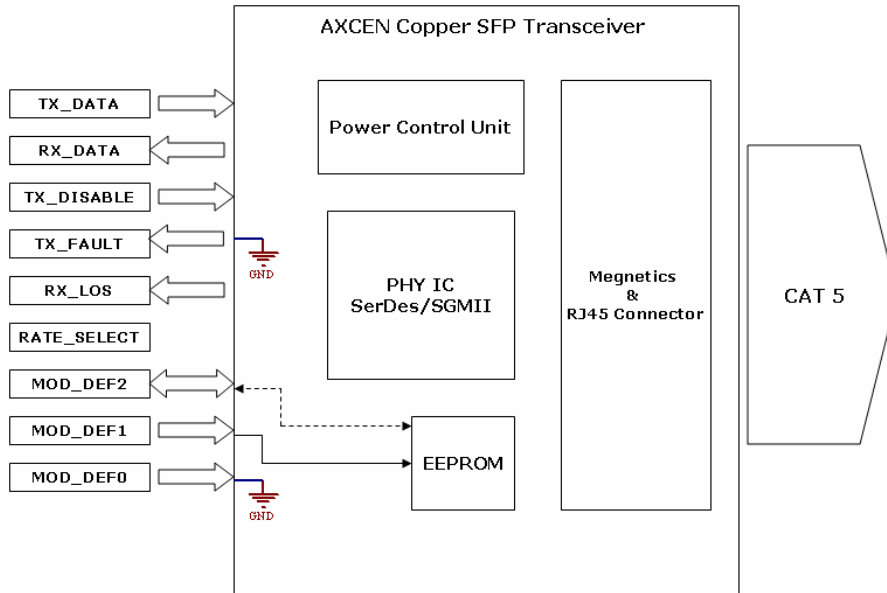 AXCEN Copper SFP Transceiver
TX_DATA
RX_DATA
TX_DISABLE
TX_FAULT
RX_LOS
RATE_SELECT
MOD_DEF2
MOD_DEF1
MOD_DEF0
GND
GND
Power Control Unit
PHY IC
SerDes/SGMII
EEPROM
Megnetics
&
RJ45 Connector
CAT 5